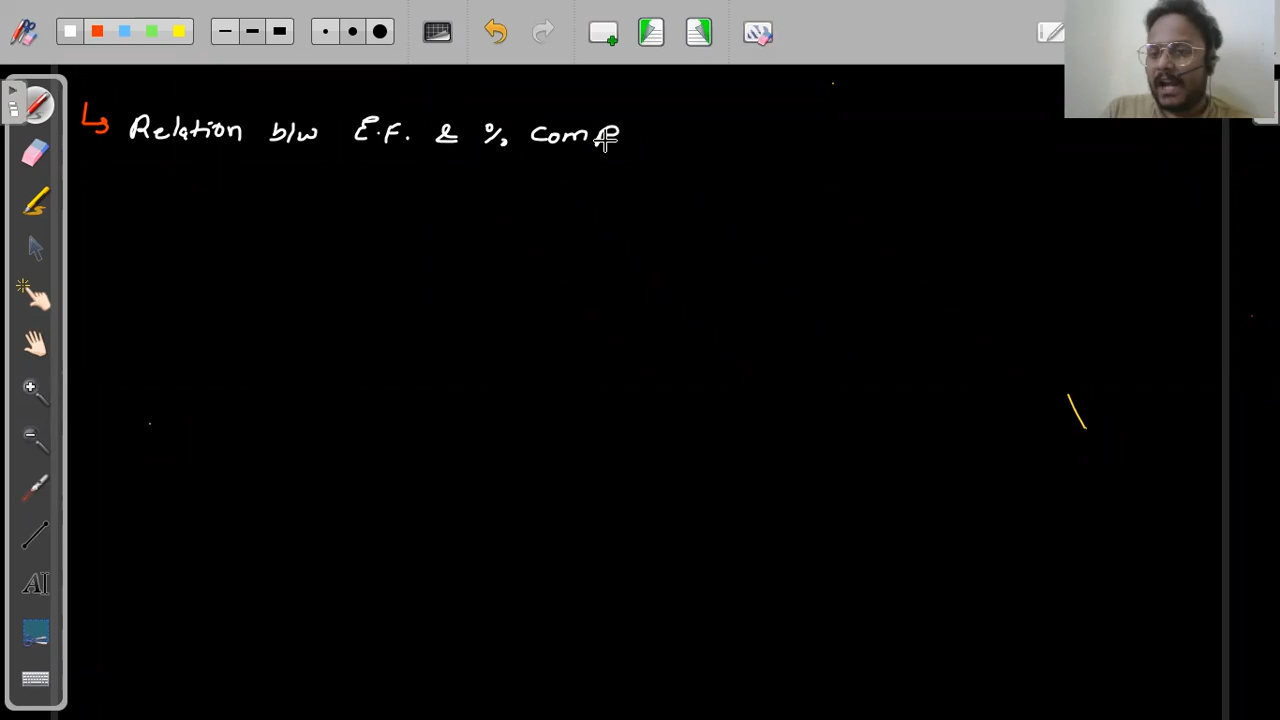 ↳ Relation b/w E.F. & % Comp